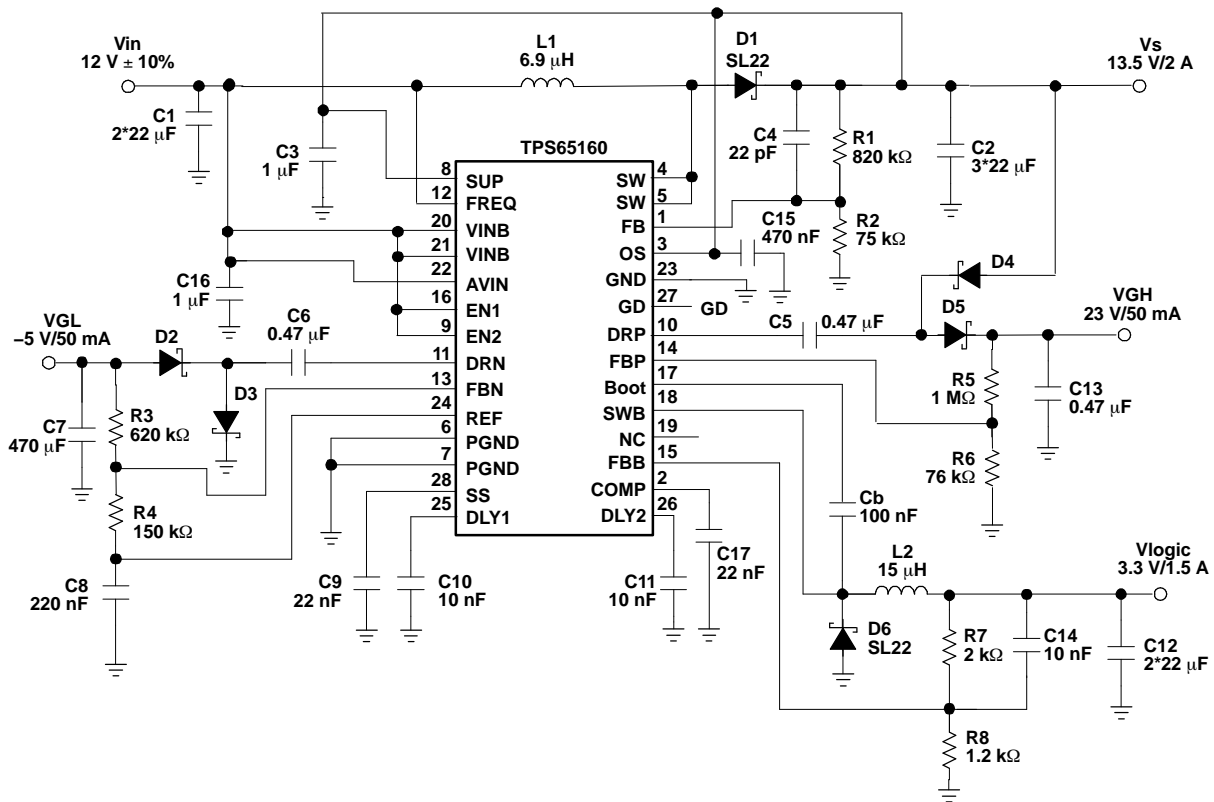 Vin
12 V ± 10%
C1
2*22 μF
L1
6.9 μH
D1
SL22
Vs
13.5 V/2 A
C3
1 μF
C4
22 pF
R1
820 kΩ
C2
3*22 μF
TPS65160
8
SUP
12
FREQ
20
VINB
21
VINB
22
AVIN
16
EN1
9
EN2
11
DRN
13
FBN
24
REF
6
PGND
7
PGND
28
SS
25
DLY1
4
SW
5
SW
1
FB
3
OS
23
GND
27
GD
GD
10
DRP
14
FBP
17
Boot
18
SWB
19
NC
15
FBB
2
COMP
26
DLY2
C15
470 nF
R2
75 kΩ
C16
1 μF
D4
VGL
–5 V/50 mA
D2
C6
0.47 μF
D3
C5
0.47 μF
D5
VGH
23 V/50 mA
C7
470 μF
R3
620 kΩ
R5
1 MΩ
C13
0.47 μF
R4
150 kΩ
R6
76 kΩ
C8
220 nF
C9
22 nF
C10
10 nF
C11
10 nF
C17
22 nF
Cb
100 nF
L2
15 μH
Vlogic
3.3 V/1.5 A
D6
SL22
R7
2 kΩ
C14
10 nF
C12
2*22 μF
R8
1.2 kΩ